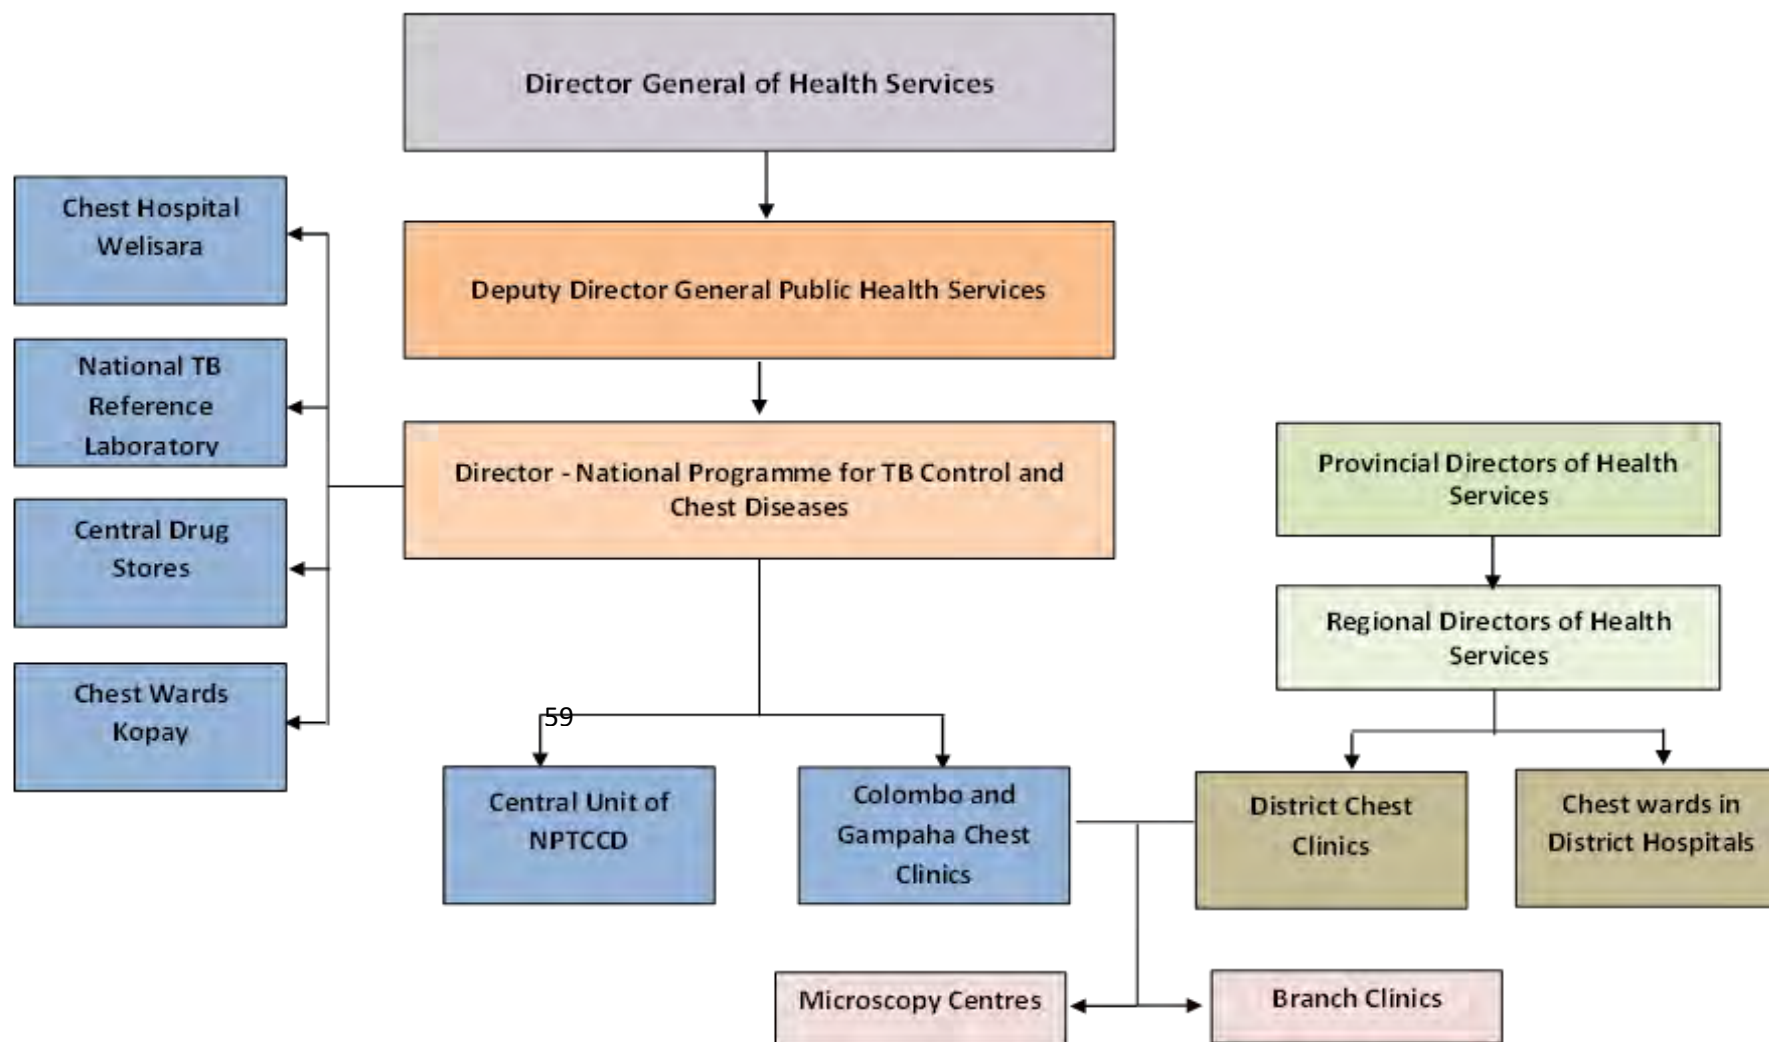 Director General of Health Services
Chest Hospital
Welisara
Deputy Director General Public Health Services
National TB
Reference
Laboratory
Director - National Programme for TB Control and
Chest Diseases
Provincial Directors of Health
Services
Central Drug
Stores
Regional Directors of Health
Services
Chest Wards
Kopay
59
Central Unit of
NPTCCD
Colombo and
Gampaha Chest
Clinics
District Chest
Clinics
Chest wards in
District Hospitals
Microscopy Centres
Branch Clinics